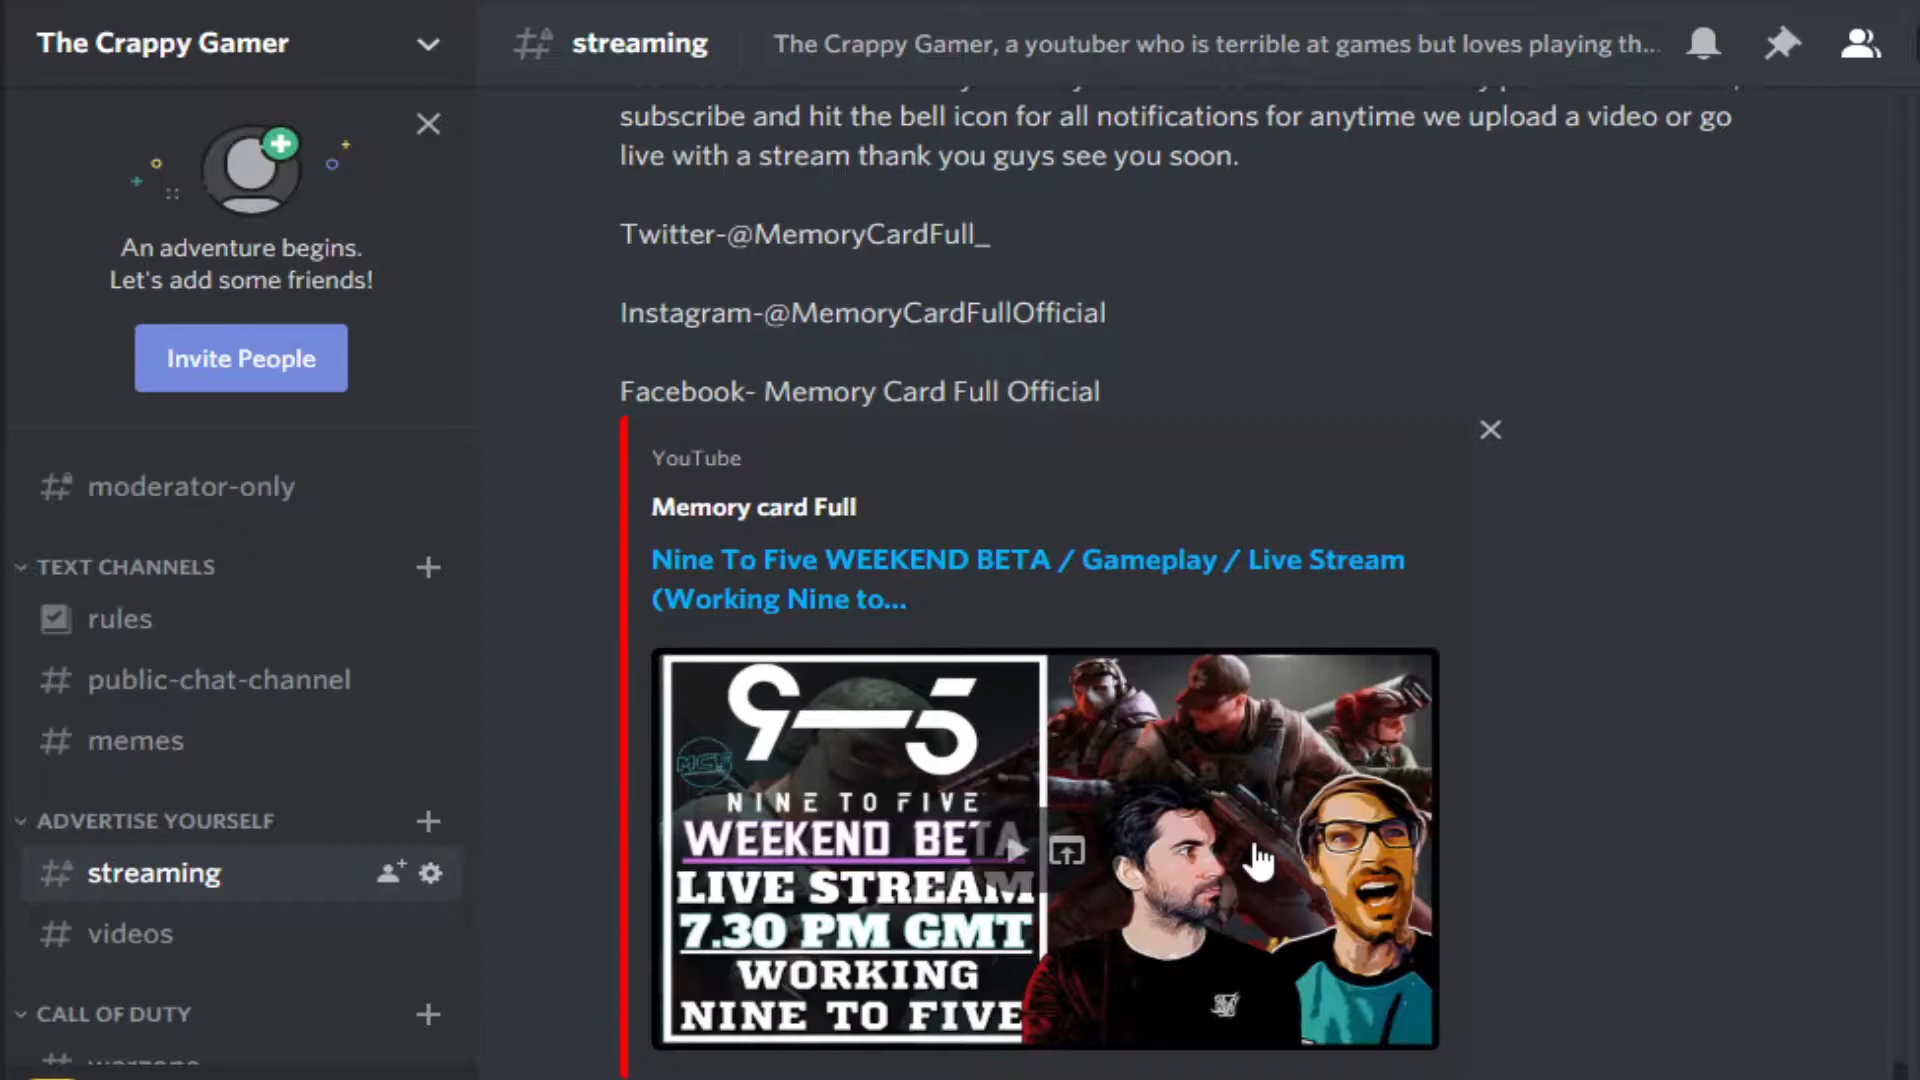 The Crappy Gamer
streaming
The Crappy Gamer, a youtuber who is terrible at games but loves playing th...
An adventure begins.
Let's add some friends!
Invite People
moderator-only
TEXT CHANNELS
rules
public-chat-channel
memes
ADVERTISE YOURSELF
streaming
videos
CALL OF DUTY
warzone
subscribe and hit the bell icon for all notifications for anytime we upload a video or go
live with a stream thank you guys see you soon.
Twitter-@MemoryCardFull_
Instagram-@MemoryCardFullOfficial
Facebook- Memory Card Full Official
YouTube
Memory card Full
Nine To Five WEEKEND BETA / Gameplay / Live Stream
(Working Nine to...
9-5
MCF
NINE TO FIVE
WEEKEND BETA
LIVE STREAM
7.30 PM GMT
WORKING
NINE TO FIVE